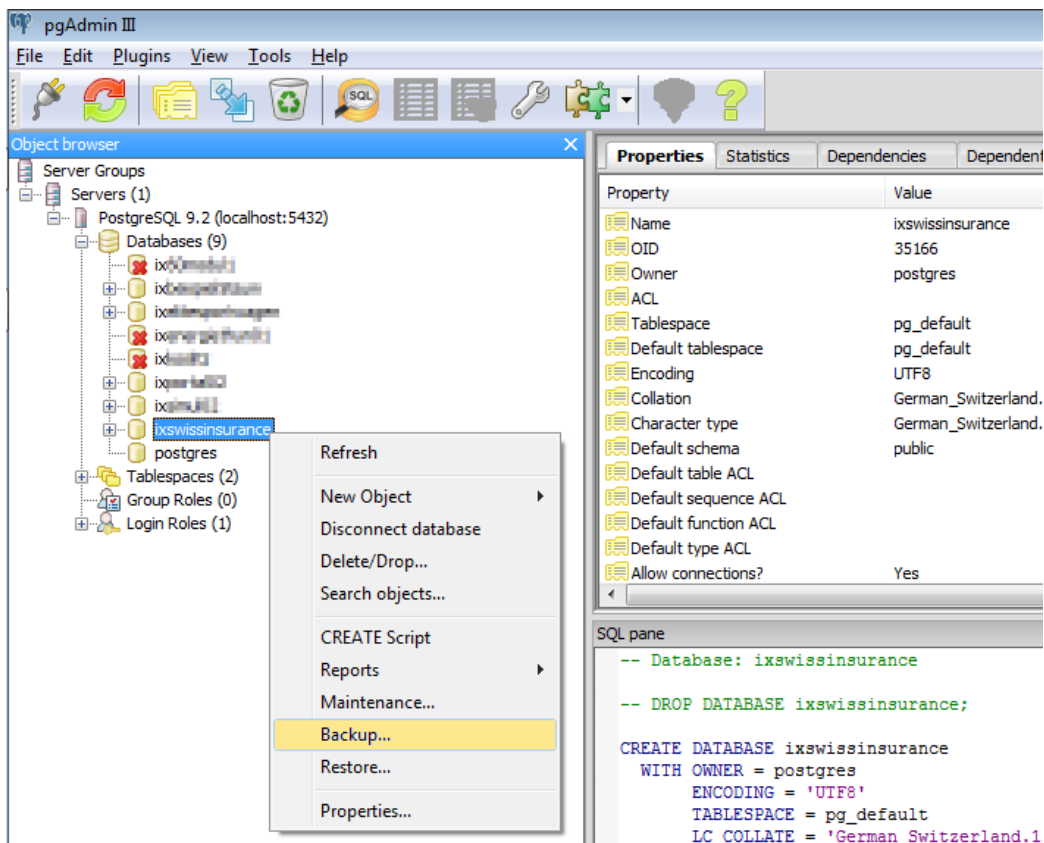 pgAdmin III
File Edit Plugins View Tools Help
SQL
Object browser
Server Groups
Servers (1)
PostgreSQL 9.2 (localhost:5432)
Databases (9)
ixswissinsurance
postgres
Tablespaces (2)
Group Roles (0)
Login Roles (1)
Refresh
New Object
Disconnect database
Delete/Drop...
Search objects...
CREATE Script
Reports
Maintenance...
Backup...
Restore...
Properties...
Properties Statistics Dependencies Dependent
Property Value
Name ixswissinsurance
OID 35166
Owner postgres
ACL
Tablespace pg_default
Default tablespace pg_default
Encoding UTF8
Collation German_Switzerland.
Character type German_Switzerland.
Default schema public
Default table ACL
Default sequence ACL
Default function ACL
Default type ACL
Allow connections? Yes
SQL pane
-- Database: ixswissinsurance
-- DROP DATABASE ixswissinsurance;
CREATE DATABASE ixswissinsurance
WITH OWNER = postgres
ENCODING = 'UTF8'
TABLESPACE = pg_default
LC_COLLATE = 'German_Switzerland.1